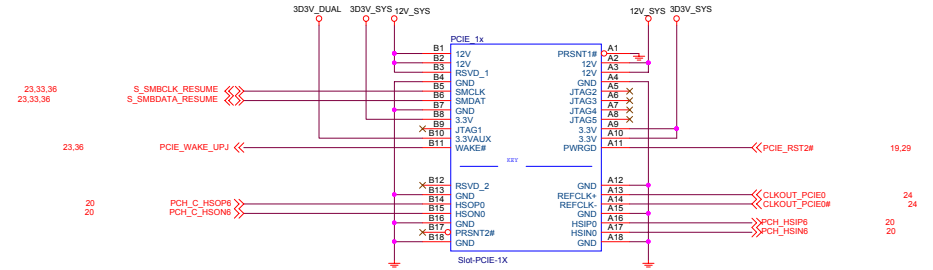 3D3V_DUAL 3D3V_SYS 12V_SYS 12V_SYS 3D3V_SYS
PCIE_1x
B1 12V PRSNT1# A1
B2 12V 12V A2
B3 RSVD_1 12V A3
B4 GND GND A4
23,33,36 S_SMBCLK_RESUME B5 SMCLK JTAG2 A5
23,33,36 S_SMBDATA_RESUME B6 SMDAT JTAG3 A6
B7 GND JTAG4 A7
B8 3.3V JTAG5 A8
B9 JTAG1 3.3V A9
B10 3.3VAUX 3.3V A10
23,36 PCIE_WAKE_UPJ B11 WAKE# PWRGD A11 PCIE_RST2# 19,29
KEY
B12 RSVD_2 GND A12
B13 GND REFCLK+ A13 CLKOUT_PCIE0 24
20 PCH_C_HSOP6 B14 HSOP0 REFCLK- A14 CLKOUT_PCIE0# 24
20 PCH_C_HSON6 B15 HSON0 GND A15
B16 GND HSIP0 A16 PCH_HSIP6 20
B17 PRSNT2# HSIN0 A17 PCH_HSIN6 20
B18 GND GND A18
Slot-PCIE-1X